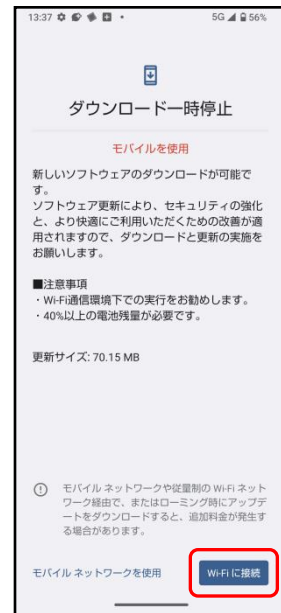 13:37 5G 56%
ダウンロード一時停止
モバイルを使用
新しいソフトウェアのダウンロードが可能で
す。
ソフトウェア更新により、セキュリティの強化
と、より快適にご利用いただくための改善が適
用されますので、ダウンロードと更新の実施を
お願いします。
■注意事項
・Wi-Fi通信環境下での実行をお勧めします。
・40%以上の電池残量が必要です。
更新サイズ: 70.15 MB
モバイル ネットワークや従量制の Wi-Fi ネット
ワーク経由で、またはローミング時にアップデ
ートをダウンロードすると、追加料金が発生す
る場合があります。
モバイル ネットワークを使用 Wi-Fi に接続